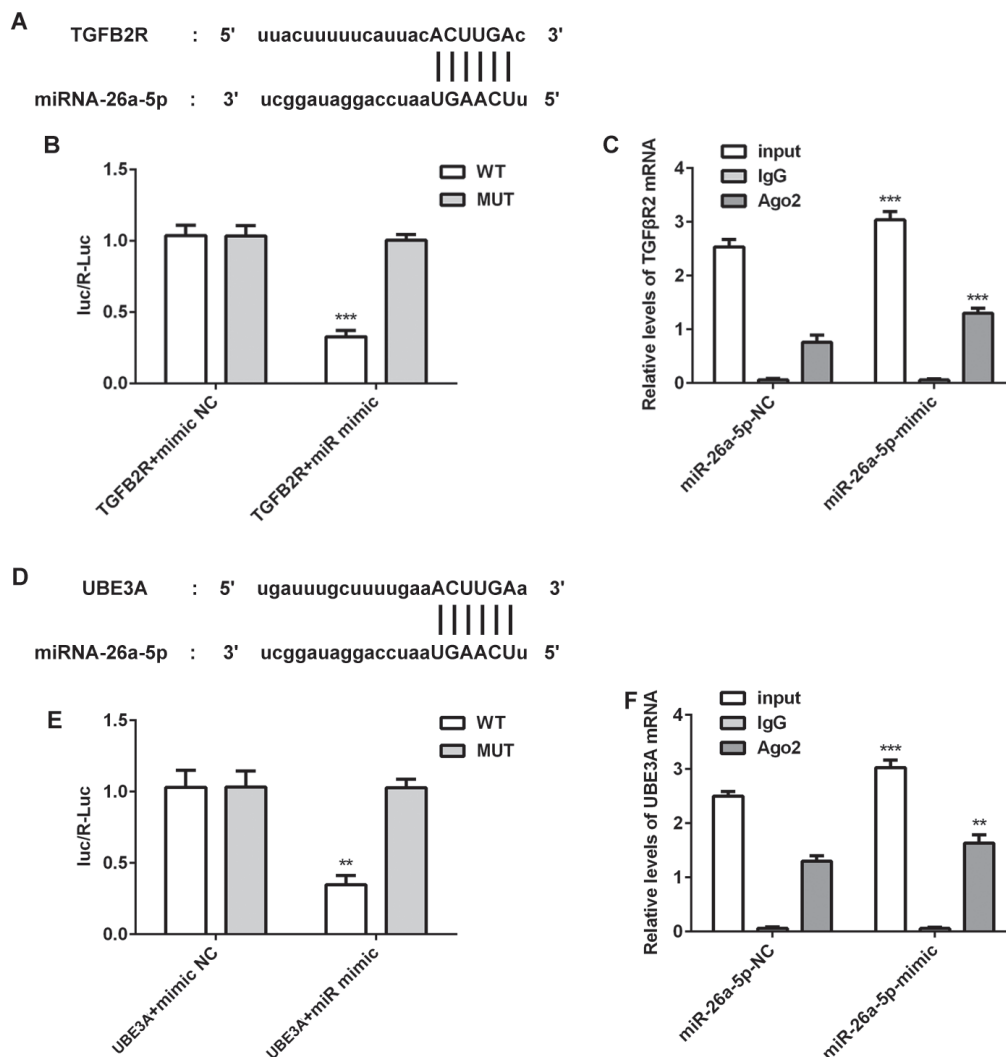 A
TGFB2R : 5' uuacuuuuucauuacACUUGAc 3'
miRNA-26a-5p : 3' ucggauaggaccuaaUGAACUu 5'
B
luc/R-Luc
1.5
1.0
0.5
0.0
WT
MUT
***
TGFB2R+mimic NC
TGFB2R+miR mimic
C
Relative levels of TGFβR2 mRNA
4
3
2
1
0
input
IgG
Ago2
***
***
miR-26a-5p-NC
miR-26a-5p-mimic
D
UBE3A : 5' ugauuugcuuuugaaACUUGAa 3'
miRNA-26a-5p : 3' ucggauaggaccuaaUGAACUu 5'
E
luc/R-Luc
1.5
1.0
0.5
0.0
WT
MUT
**
UBE3A+mimic NC
UBE3A+miR mimic
F
Relative levels of UBE3A mRNA
4
3
2
1
0
input
IgG
Ago2
***
**
miR-26a-5p-NC
miR-26a-5p-mimic